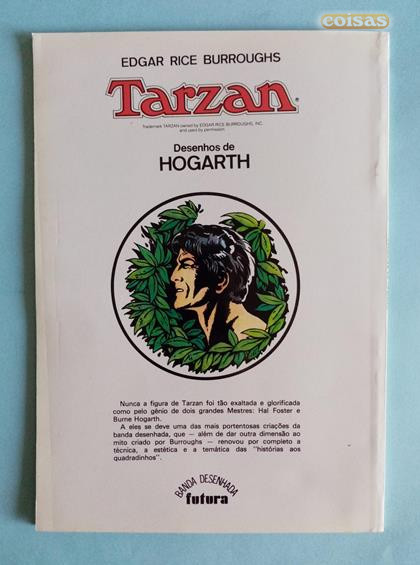 coisas
EDGAR RICE BURROUGHS
Tarzan®
Trademark TARZAN owned by EDGAR RICE BURROUGHS, INC.
and used by permission
Desenhos de
HOGARTH
Nunca a figura de Tarzan foi tão exaltada e glorificada
como pelo génio de dois grandes Mestres: Hal Foster e
Burne Hogarth.
A eles se deve uma das mais portentosas criações da
banda desenhada, que — além de dar outra dimensão ao
mito criado por Burroughs — renovou por completo a
técnica, a estética e a temática das "histórias aos
quadradinhos".
BANDA DESENHADA
futura